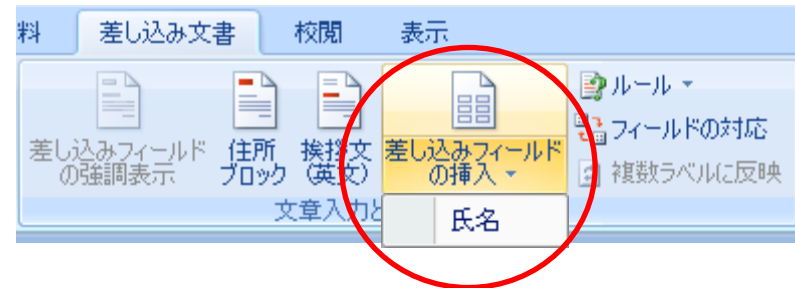 料 差し込み文書 校閲 表示
差し込みフィールド
の強調表示
住所
ブロック
挨拶文
(英文)
差し込みフィールド
の挿入
ルール
フィールドの対応
複数ラベルに反映
文章入力と
氏名